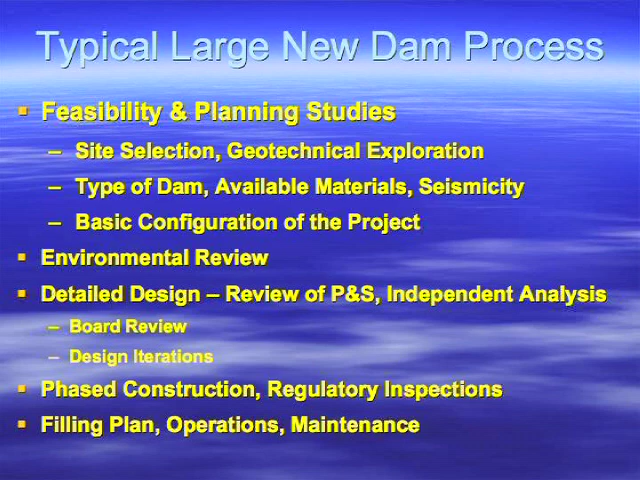 Typical Large New Dam Process
▪ Feasibility & Planning Studies
– Site Selection, Geotechnical Exploration
– Type of Dam, Available Materials, Seismicity
– Basic Configuration of the Project
▪ Environmental Review
▪ Detailed Design – Review of P&S, Independent Analysis
– Board Review
– Design Iterations
▪ Phased Construction, Regulatory Inspections
▪ Filling Plan, Operations, Maintenance